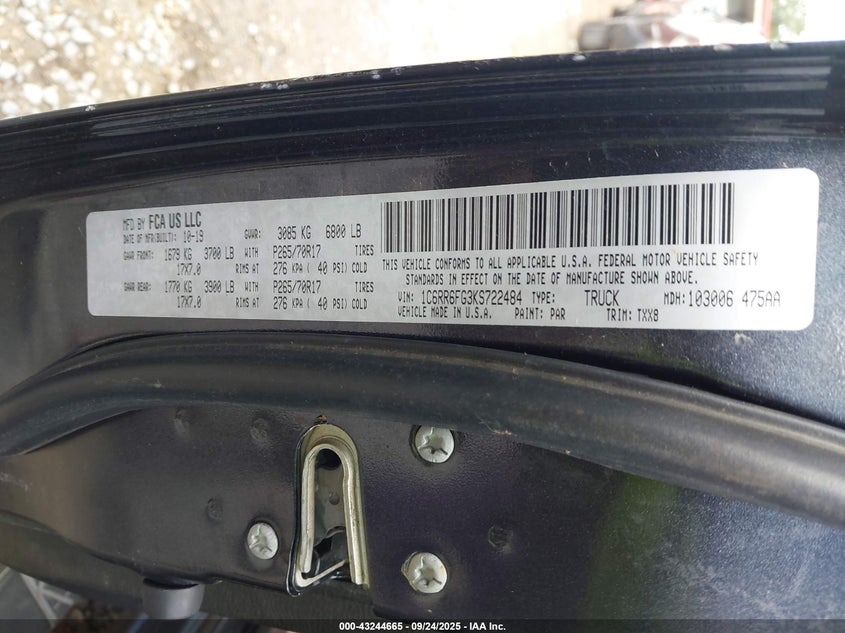 MFD BY FCA US LLC
DATE OF MFR(BUILT): 10-19 GVWR: 3085 KG 6800 LB
GAWR FRONT: 1679 KG 3700 LB WITH P265/70R17 TIRES
17X7.0 RIMS AT 276 KPA ( 40 PSI) COLD
GAWR REAR: 1770 KG 3900 LB WITH P265/70R17 TIRES
17X7.0 RIMS AT 276 KPA ( 40 PSI) COLD
THIS VEHICLE CONFORMS TO ALL APPLICABLE U.S.A. FEDERAL MOTOR VEHICLE SAFETY
STANDARDS IN EFFECT ON THE DATE OF MANUFACTURE SHOWN ABOVE.
VIN: 1C6RR6FG3KS722484 TYPE: TRUCK MDH: 103006 475AA
VEHICLE MADE IN U.S.A. PAINT: PAR TRIM: TXX8
000-43244665 | 09/24/2025 | IAA Inc.